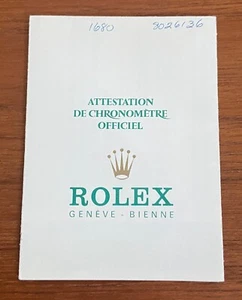 1680 3026136
ATTESTATION
DE CHRONOMÈTRE
OFFICIEL
ROLEX
GENÈVE - BIENNE